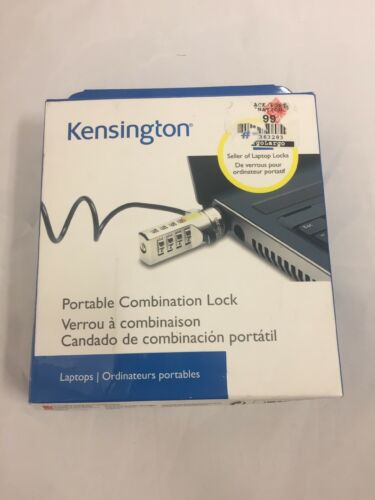 Kensington®
99
383285
Seller of Laptop Locks
De verrous pour
ordinateur portatif
Portable Combination Lock
Verrou à combinaison
Candado de combinación portátil
Laptops | Ordinateurs portables